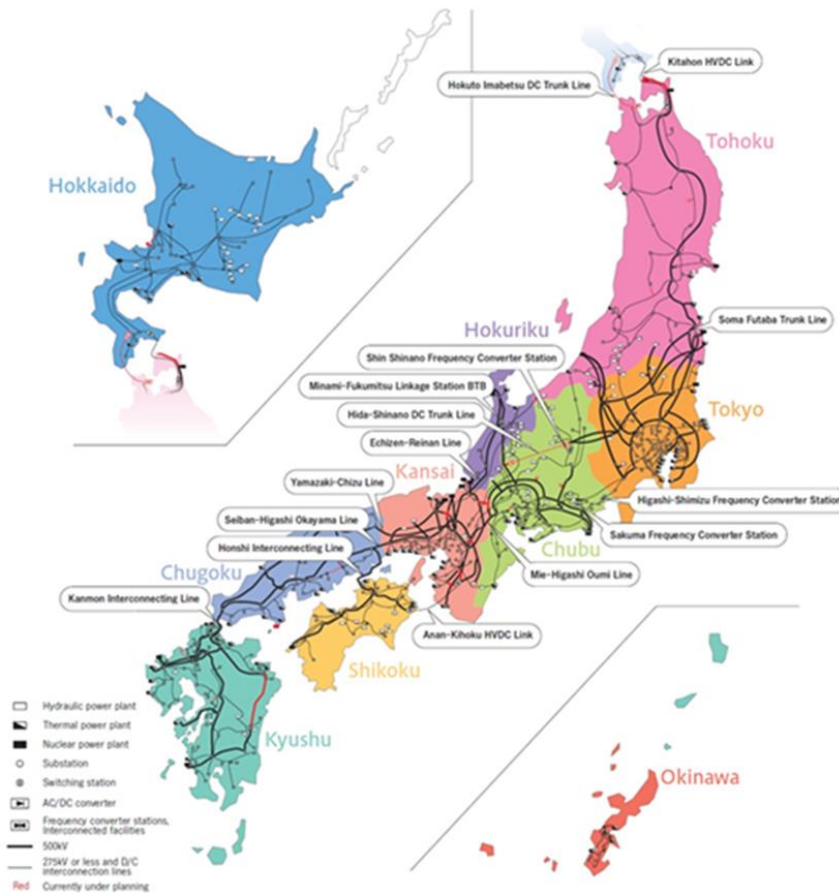 Kitahon HVDC Link
Hokuto Imabetsu DC Trunk Line
Tohoku
Hokkaido
Soma Futaba Trunk Line
Hokuriku
Shin Shinano Frequency Converter Station
Minami-Fukumitsu Linkage Station BTB
Hida-Shinano DC Trunk Line
Tokyo
Echizen-Reinan Line
Kansai
Yamazaki-Chizu Line
Higashi-Shimizu Frequency Converter Station
Seiban-Higashi Okayama Line
Sakuma Frequency Converter Station
Honshi Interconnecting Line
Chubu
Chugoku
Mie-Higashi Oumi Line
Kanmon Interconnecting Line
Anan-Kihoku HVDC Link
Shikoku
Kyushu
Okinawa
Hydraulic power plant
Thermal power plant
Nuclear power plant
Substation
Switching station
AC/DC converter
Frequency converter stations,
Interconnected facilities
500kV
275kV or less and D/C
interconnection lines
Red Currently under planning